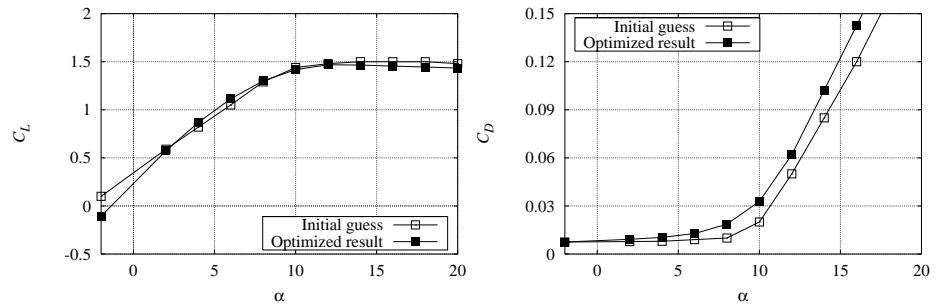 2
1.5
1
0.5
0
-0.5
C_L
0
5
10
15
20
α
Initial guess
Optimized result
0.15
0.12
0.09
0.06
0.03
0
C_D
0
5
10
15
20
α
Initial guess
Optimized result